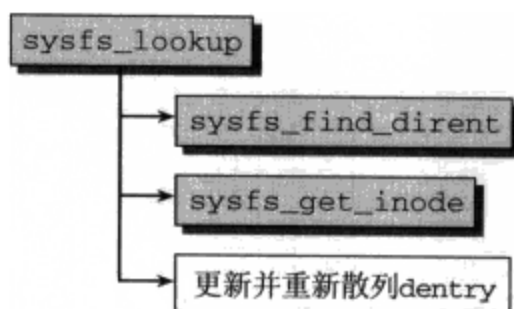 sysfs_lookup
sysfs_find_dirent
sysfs_get_inode
更新并重新散列dentry